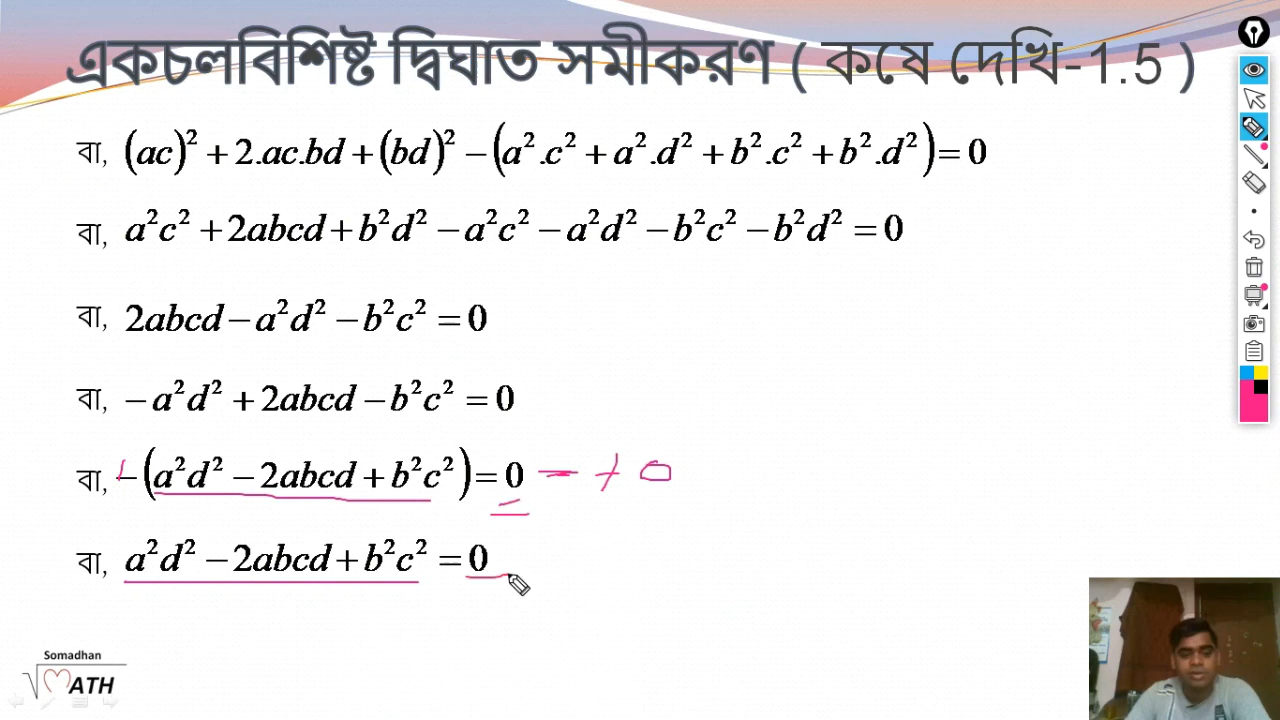 একচলবিশিষ্ট দ্বিঘাত সমীকরণ ( কষে দেখি-1.5 )
বা, (ac)² + 2.ac.bd + (bd)² − (a².c² + a².d² + b².c² + b².d²) = 0
বা, a²c² + 2abcd + b²d² − a²c² − a²d² − b²c² − b²d² = 0
বা, 2abcd − a²d² − b²c² = 0
বা, − a²d² + 2abcd − b²c² = 0
বা, −(a²d² − 2abcd + b²c²) = 0 − + 0
বা, a²d² − 2abcd + b²c² = 0
Somadhan
√MATH